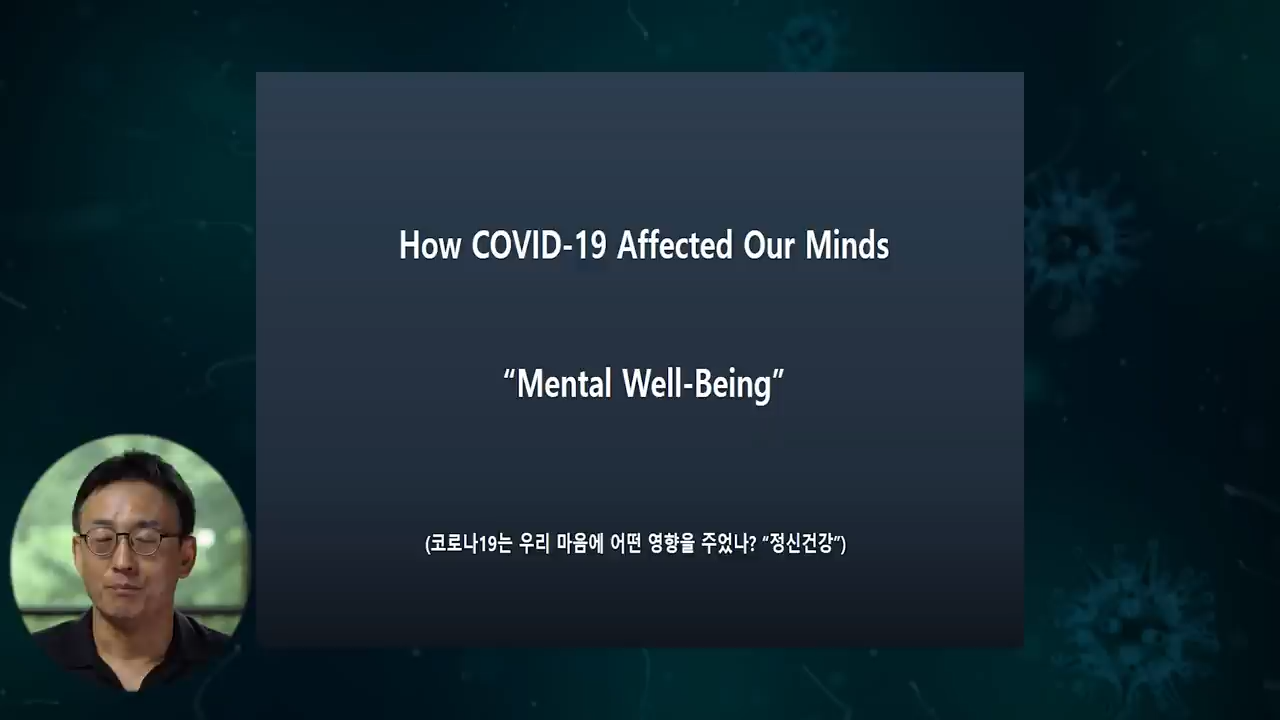 How COVID-19 Affected Our Minds
“Mental Well-Being”
(코로나19는 우리 마음에 어떤 영향을 주었나? “정신건강”)